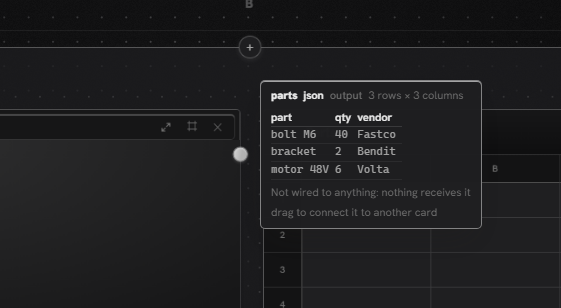 B
+
parts json output 3 rows × 3 columns
part qty vendor
bolt M6 40 Fastco
bracket 2 Bendit
motor 48V 6 Volta
Not wired to anything: nothing receives it
drag to connect it to another card
B
2
3
4